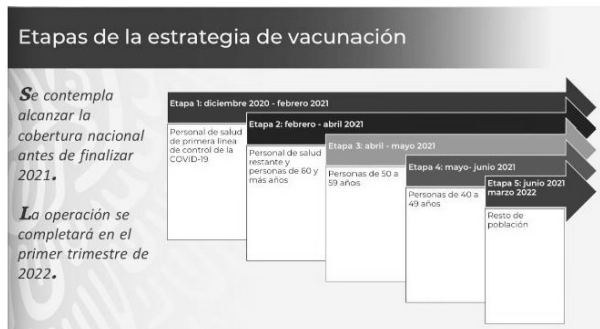 Etapas de la estrategia de vacunación
Se contempla
alcanzar la
cobertura nacional
antes de finalizar
2021.
La operación se
completará en el
primer trimestre de
2022.
Etapa 1: diciembre 2020 - febrero 2021
Personal de salud
de primera línea
de control de la
COVID-19
Etapa 2: febrero - abril 2021
Personal de salud
restante y
personas de 60 y
más años
Etapa 3: abril - mayo 2021
Personas de 50 a
59 años
Etapa 4: mayo- junio 2021
Personas de 40 a
49 años
Etapa 5: junio 2021
marzo 2022
Resto de
población